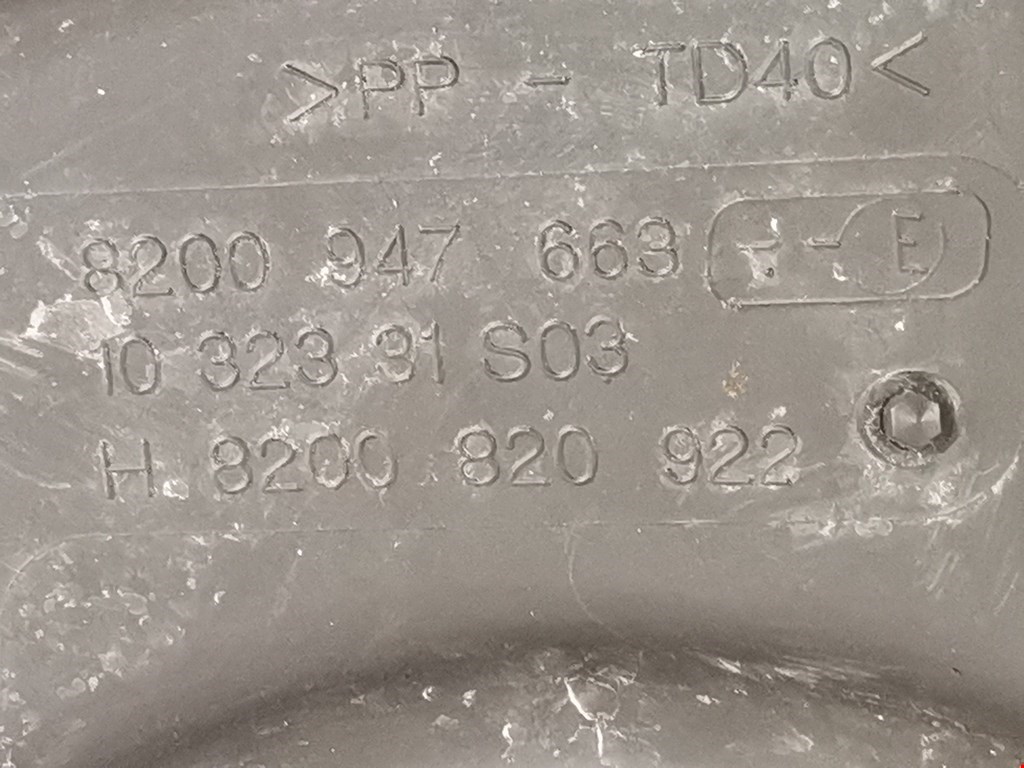 >PP - TD40<
8200 947 663 - - E
10 323 31 S03
H 8200 820 922